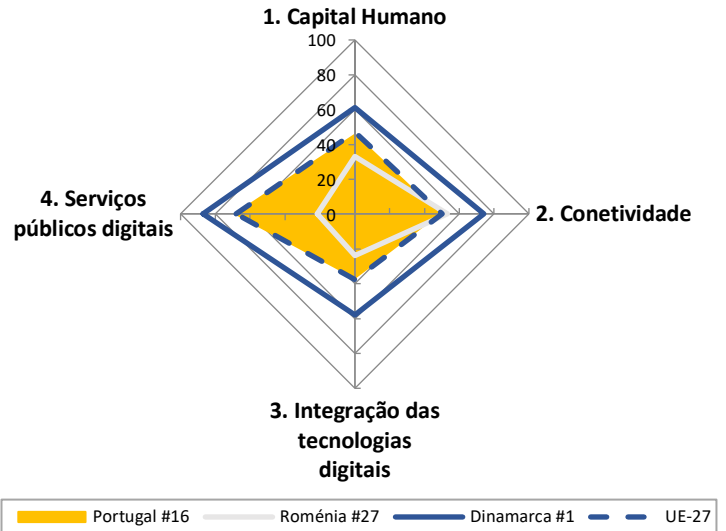 1. Capital Humano
100
80
60
40
20
0
2. Conetividade
4. Serviços
públicos digitais
3. Integração das
tecnologias
digitais
Portugal #16 Roménia #27 Dinamarca #1 UE-27